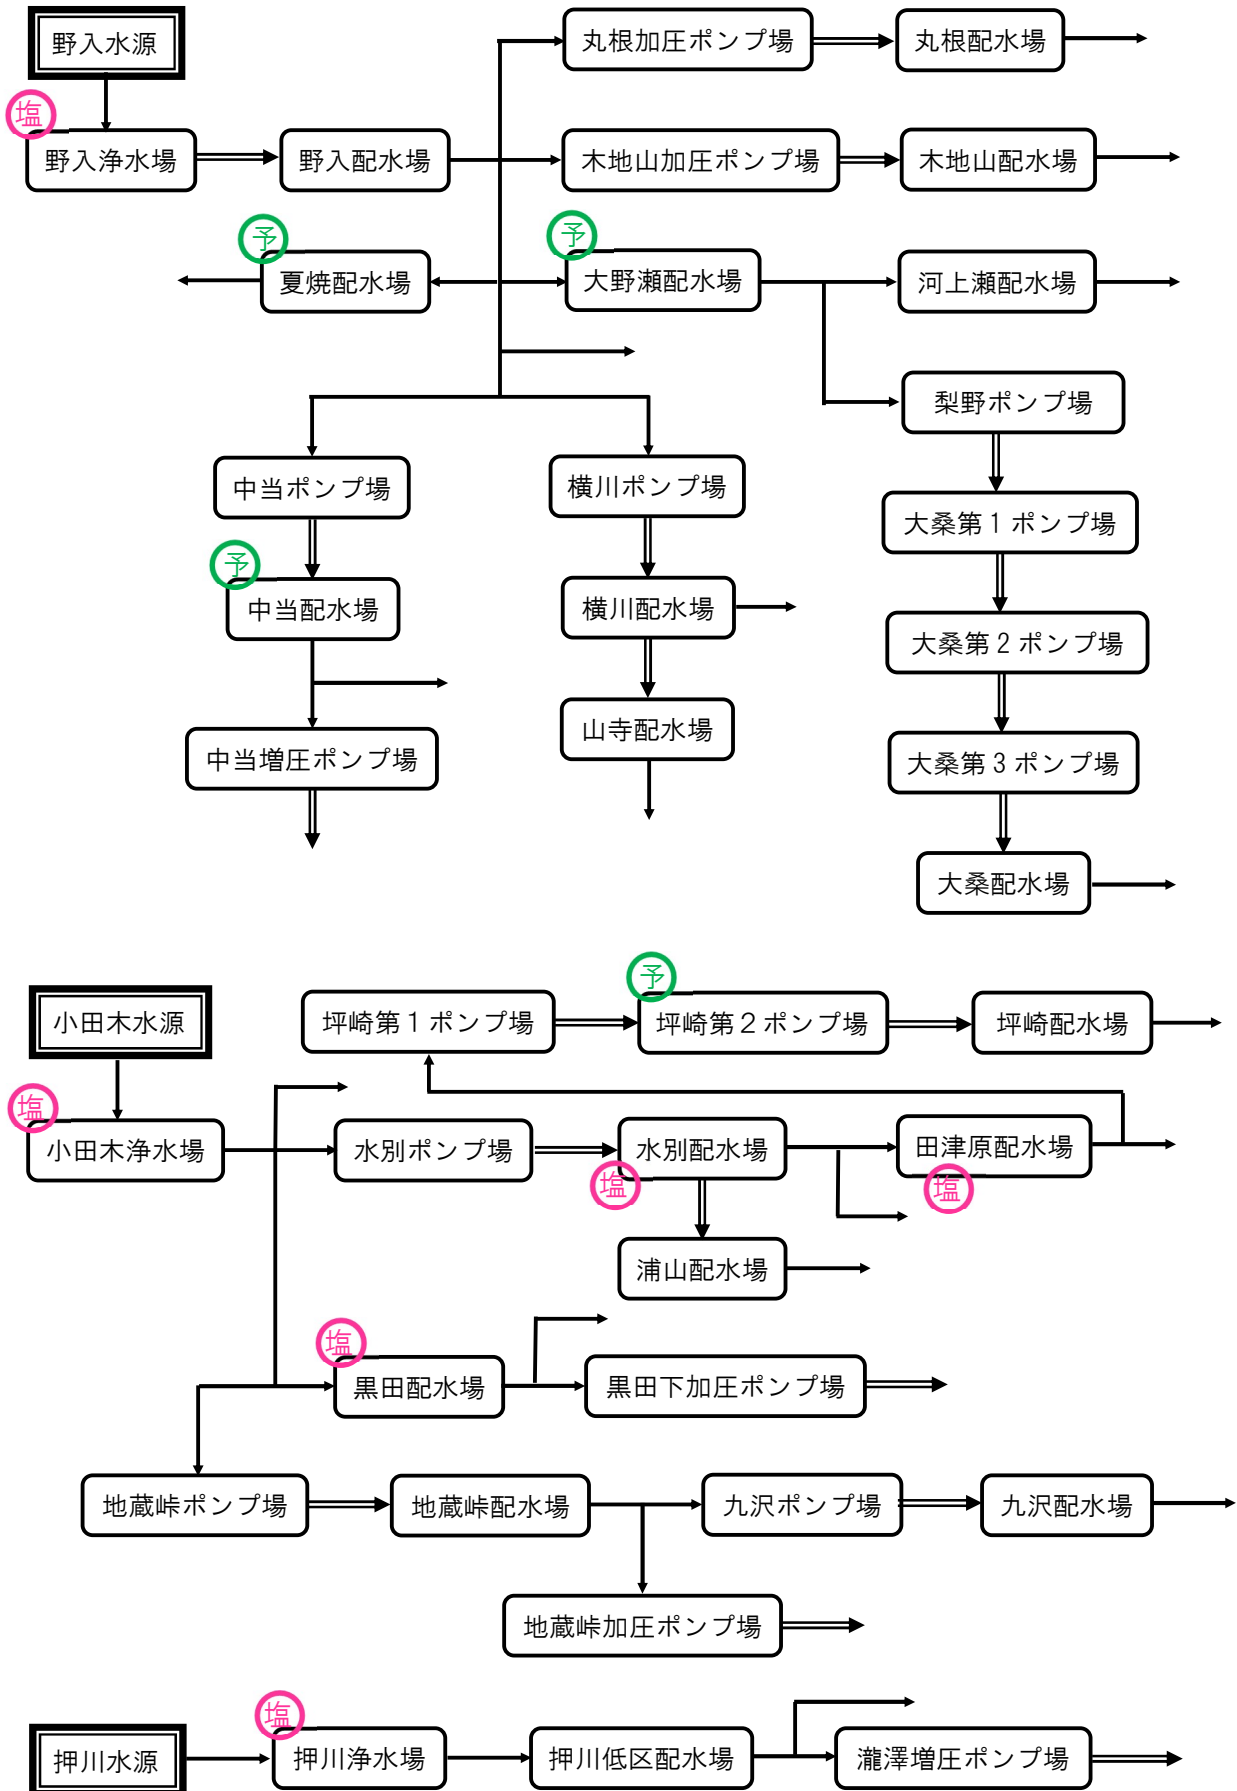 野入水源
丸根加圧ポンプ場
丸根配水場
塩
野入浄水場
野入配水場
木地山加圧ポンプ場
木地山配水場
予
夏焼配水場
予
大野瀬配水場
河上瀬配水場
梨野ポンプ場
中当ポンプ場
横川ポンプ場
大桑第1ポンプ場
予
中当配水場
横川配水場
大桑第2ポンプ場
中当増圧ポンプ場
山寺配水場
大桑第3ポンプ場
大桑配水場
小田木水源
坪崎第1ポンプ場
予
坪崎第2ポンプ場
坪崎配水場
塩
小田木浄水場
水別ポンプ場
水別配水場
塩
田津原配水場
塩
浦山配水場
塩
黒田配水場
黒田下加圧ポンプ場
地蔵峠ポンプ場
地蔵峠配水場
九沢ポンプ場
九沢配水場
地蔵峠加圧ポンプ場
押川水源
塩
押川浄水場
押川低区配水場
瀧澤増圧ポンプ場